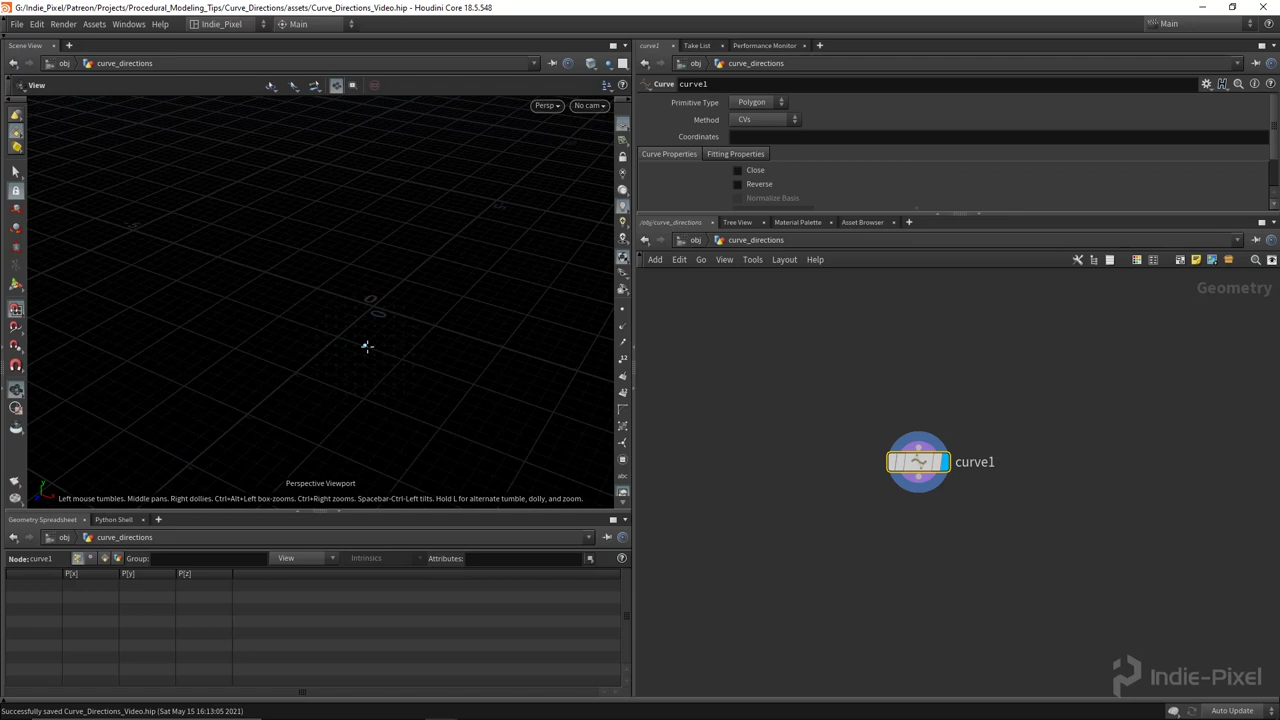 G:/Indie_Pixel/Patreon/Projects/Procedural_Modeling_Tips/Curve_Directions/assets/Curve_Directions_Video.hip - Houdini Core 18.5.548
File Edit Render Assets Windows Help Indie_Pixel Main Main
Scene View
obj curve_directions
View
Persp No cam
Perspective Viewport
Left mouse tumbles. Middle pans. Right dollies. Ctrl+Alt+Left box-zooms. Ctrl+Right zooms. Spacebar-Ctrl-Left tilts. Hold L for alternate tumble, dolly, and zoom.
Geometry Spreadsheet Python Shell
obj curve_directions
Node: curve1 Group: View Intrinsics Attributes:
P[x] P[y] P[z]
curve1 Take List Performance Monitor
obj curve_directions
Curve curve1
Primitive Type Polygon
Method CVs
Coordinates
Curve Properties Fitting Properties
Close
Reverse
Normalize Basis
/obj/curve_directions Tree View Material Palette Asset Browser
obj curve_directions
Add Edit Go View Tools Layout Help
Geometry
curve1
Indie-Pixel
Successfully saved Curve_Directions_Video.hip (Sat May 15 16:13:05 2021)
Auto Update